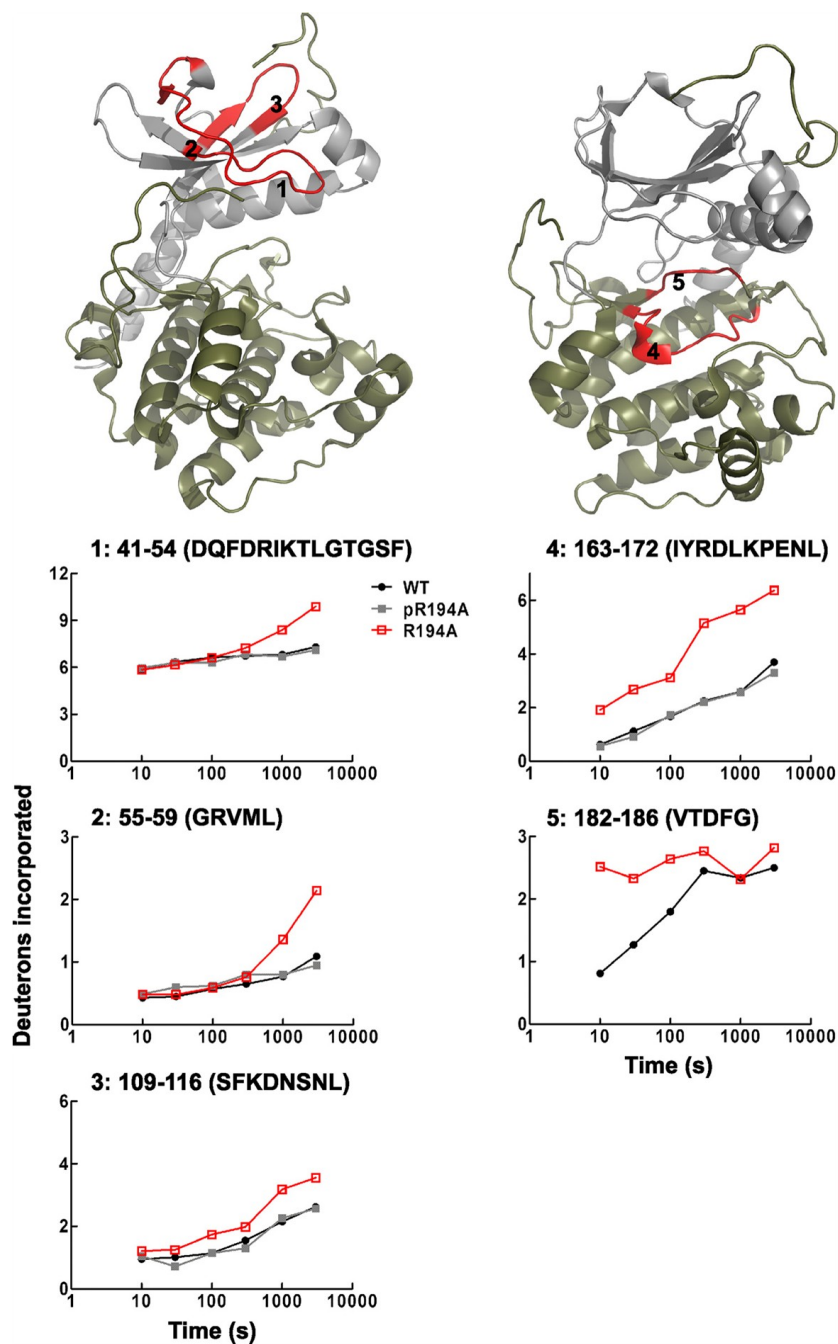 3
2
1
5
4
1: 41-54 (DQFDRIKTLGTGSF)
12
9
6
3
0
1 10 100 1000 10000
WT
pR194A
R194A
4: 163-172 (IYRDLKPENL)
6
4
2
0
1 10 100 1000 10000
2: 55-59 (GRVML)
3
2
1
0
1 10 100 1000 10000
5: 182-186 (VTDFG)
3
2
1
0
1 10 100 1000 10000
Time (s)
3: 109-116 (SFKDNSNL)
6
4
2
0
1 10 100 1000 10000
Time (s)
Deuterons incorporated